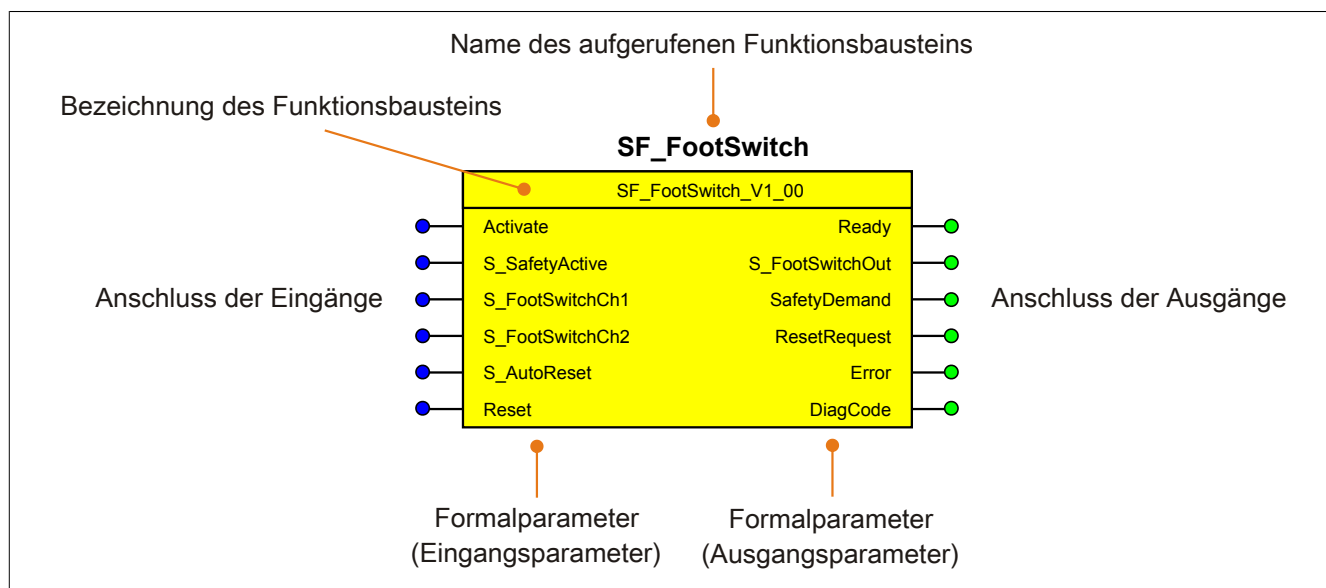 Name des aufgerufenen Funktionsbausteins
Bezeichnung des Funktionsbausteins
SF_FootSwitch
SF_FootSwitch_V1_00
Activate
Ready
S_SafetyActive
S_FootSwitchOut
Anschluss der Eingänge
S_FootSwitchCh1
SafetyDemand
Anschluss der Ausgänge
S_FootSwitchCh2
ResetRequest
S_AutoReset
Error
Reset
DiagCode
Formalparameter
(Eingangsparameter)
Formalparameter
(Ausgangsparameter)